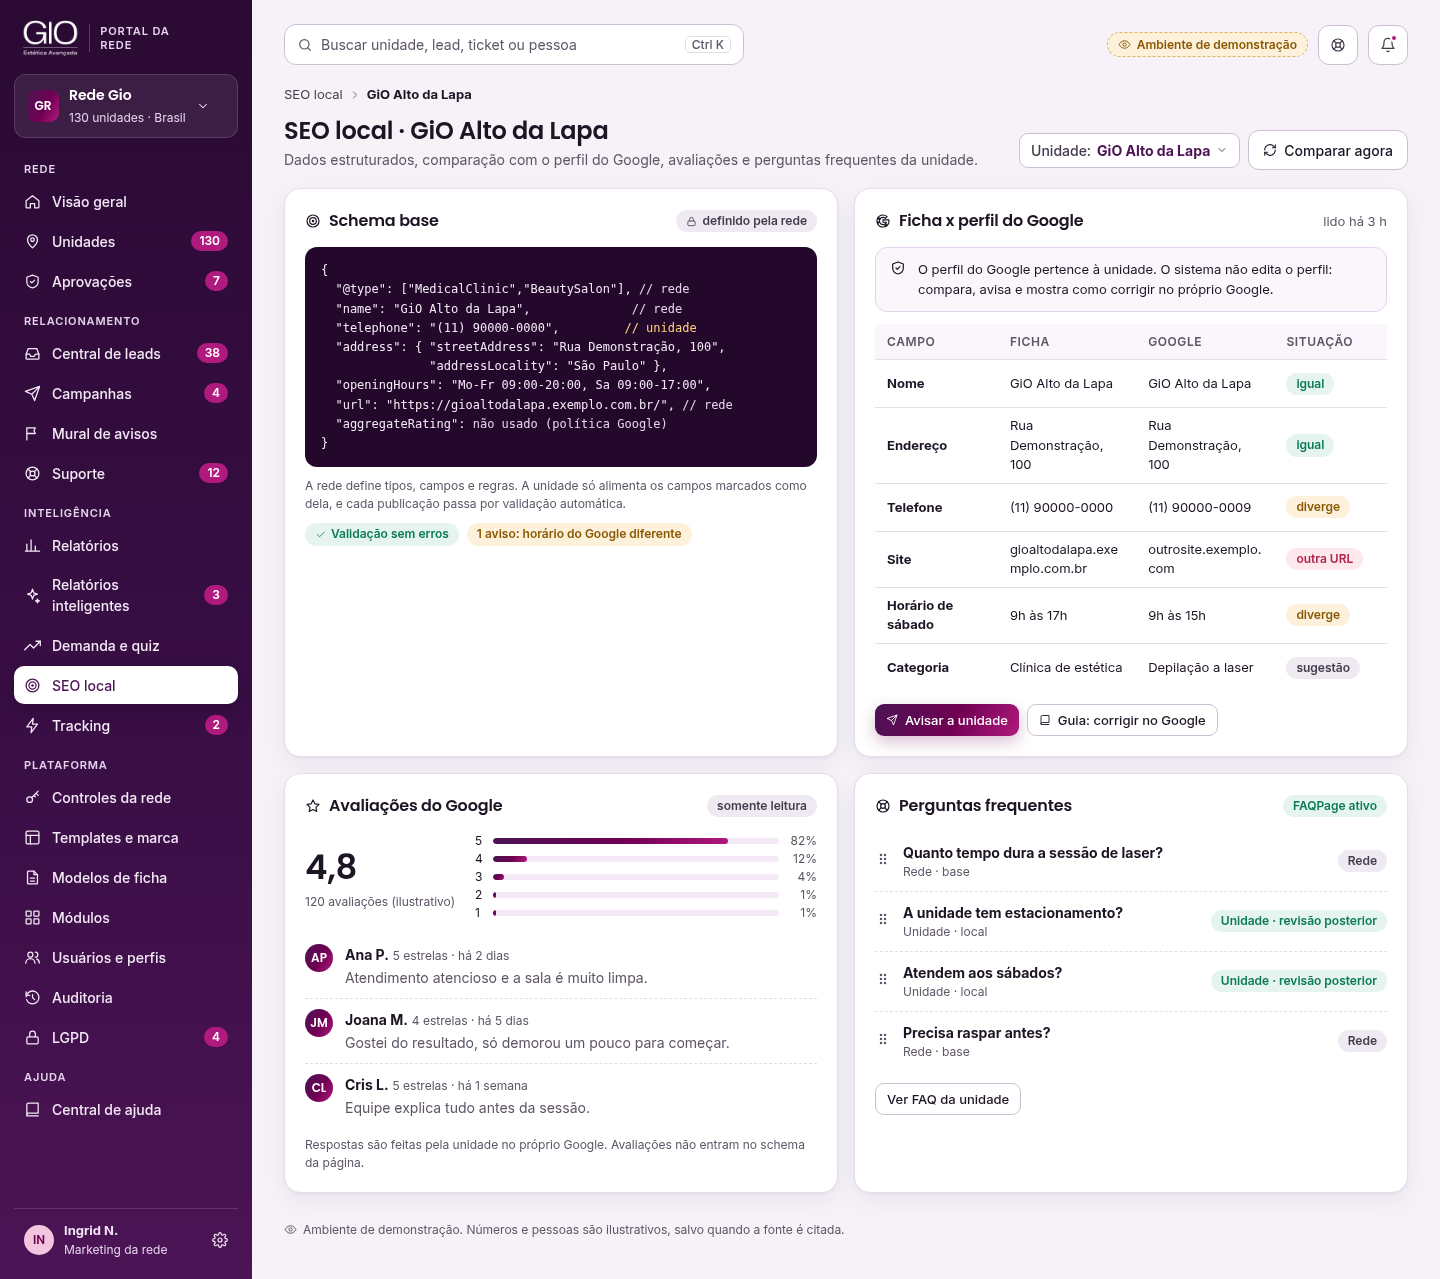 GIO
Estética Avançada
PORTAL DA
REDE
GR
Rede Gio
130 unidades · Brasil
REDE
Visão geral
Unidades 130
Aprovações 7
RELACIONAMENTO
Central de leads 38
Campanhas 4
Mural de avisos
Suporte 12
INTELIGÊNCIA
Relatórios
Relatórios
inteligentes 3
Demanda e quiz
SEO local
Tracking 2
PLATAFORMA
Controles da rede
Templates e marca
Modelos de ficha
Módulos
Usuários e perfis
Auditoria
LGPD 4
AJUDA
Central de ajuda
IN
Ingrid N.
Marketing da rede
Buscar unidade, lead, ticket ou pessoa Ctrl K
Ambiente de demonstração
SEO local > GiO Alto da Lapa
SEO local · GiO Alto da Lapa
Dados estruturados, comparação com o perfil do Google, avaliações e perguntas frequentes da unidade.
Unidade: GiO Alto da Lapa
Comparar agora
Schema base
definido pela rede
{
"@type": ["MedicalClinic","BeautySalon"], // rede
"name": "GiO Alto da Lapa", // rede
"telephone": "(11) 90000-0000", // unidade
"address": { "streetAddress": "Rua Demonstração, 100",
"addressLocality": "São Paulo" },
"openingHours": "Mo-Fr 09:00-20:00, Sa 09:00-17:00",
"url": "https://gioaltodalapa.exemplo.com.br/", // rede
"aggregateRating": não usado (política Google)
}
A rede define tipos, campos e regras. A unidade só alimenta os campos marcados como
dela, e cada publicação passa por validação automática.
Validação sem erros
1 aviso: horário do Google diferente
Ficha x perfil do Google
lido há 3 h
O perfil do Google pertence à unidade. O sistema não edita o perfil:
compara, avisa e mostra como corrigir no próprio Google.
CAMPO FICHA GOOGLE SITUAÇÃO
Nome GiO Alto da Lapa GiO Alto da Lapa igual
Endereço Rua Demonstração, 100 Rua Demonstração, 100 igual
Telefone (11) 90000-0000 (11) 90000-0009 diverge
Site gioaltodalapa.exemplo.com.br outrosite.exemplo.com outra URL
Horário de sábado 9h às 17h 9h às 15h diverge
Categoria Clínica de estética Depilação a laser sugestão
Avisar a unidade
Guia: corrigir no Google
Avaliações do Google
somente leitura
4,8
120 avaliações (ilustrativo)
5 82%
4 12%
3 4%
2 1%
1 1%
AP
Ana P. 5 estrelas · há 2 dias
Atendimento atencioso e a sala é muito limpa.
JM
Joana M. 4 estrelas · há 5 dias
Gostei do resultado, só demorou um pouco para começar.
CL
Cris L. 5 estrelas · há 1 semana
Equipe explica tudo antes da sessão.
Respostas são feitas pela unidade no próprio Google. Avaliações não entram no schema
da página.
Perguntas frequentes
FAQPage ativo
Quanto tempo dura a sessão de laser?
Rede · base
Rede
A unidade tem estacionamento?
Unidade · local
Unidade · revisão posterior
Atendem aos sábados?
Unidade · local
Unidade · revisão posterior
Precisa raspar antes?
Rede · base
Rede
Ver FAQ da unidade
Ambiente de demonstração. Números e pessoas são ilustrativos, salvo quando a fonte é citada.